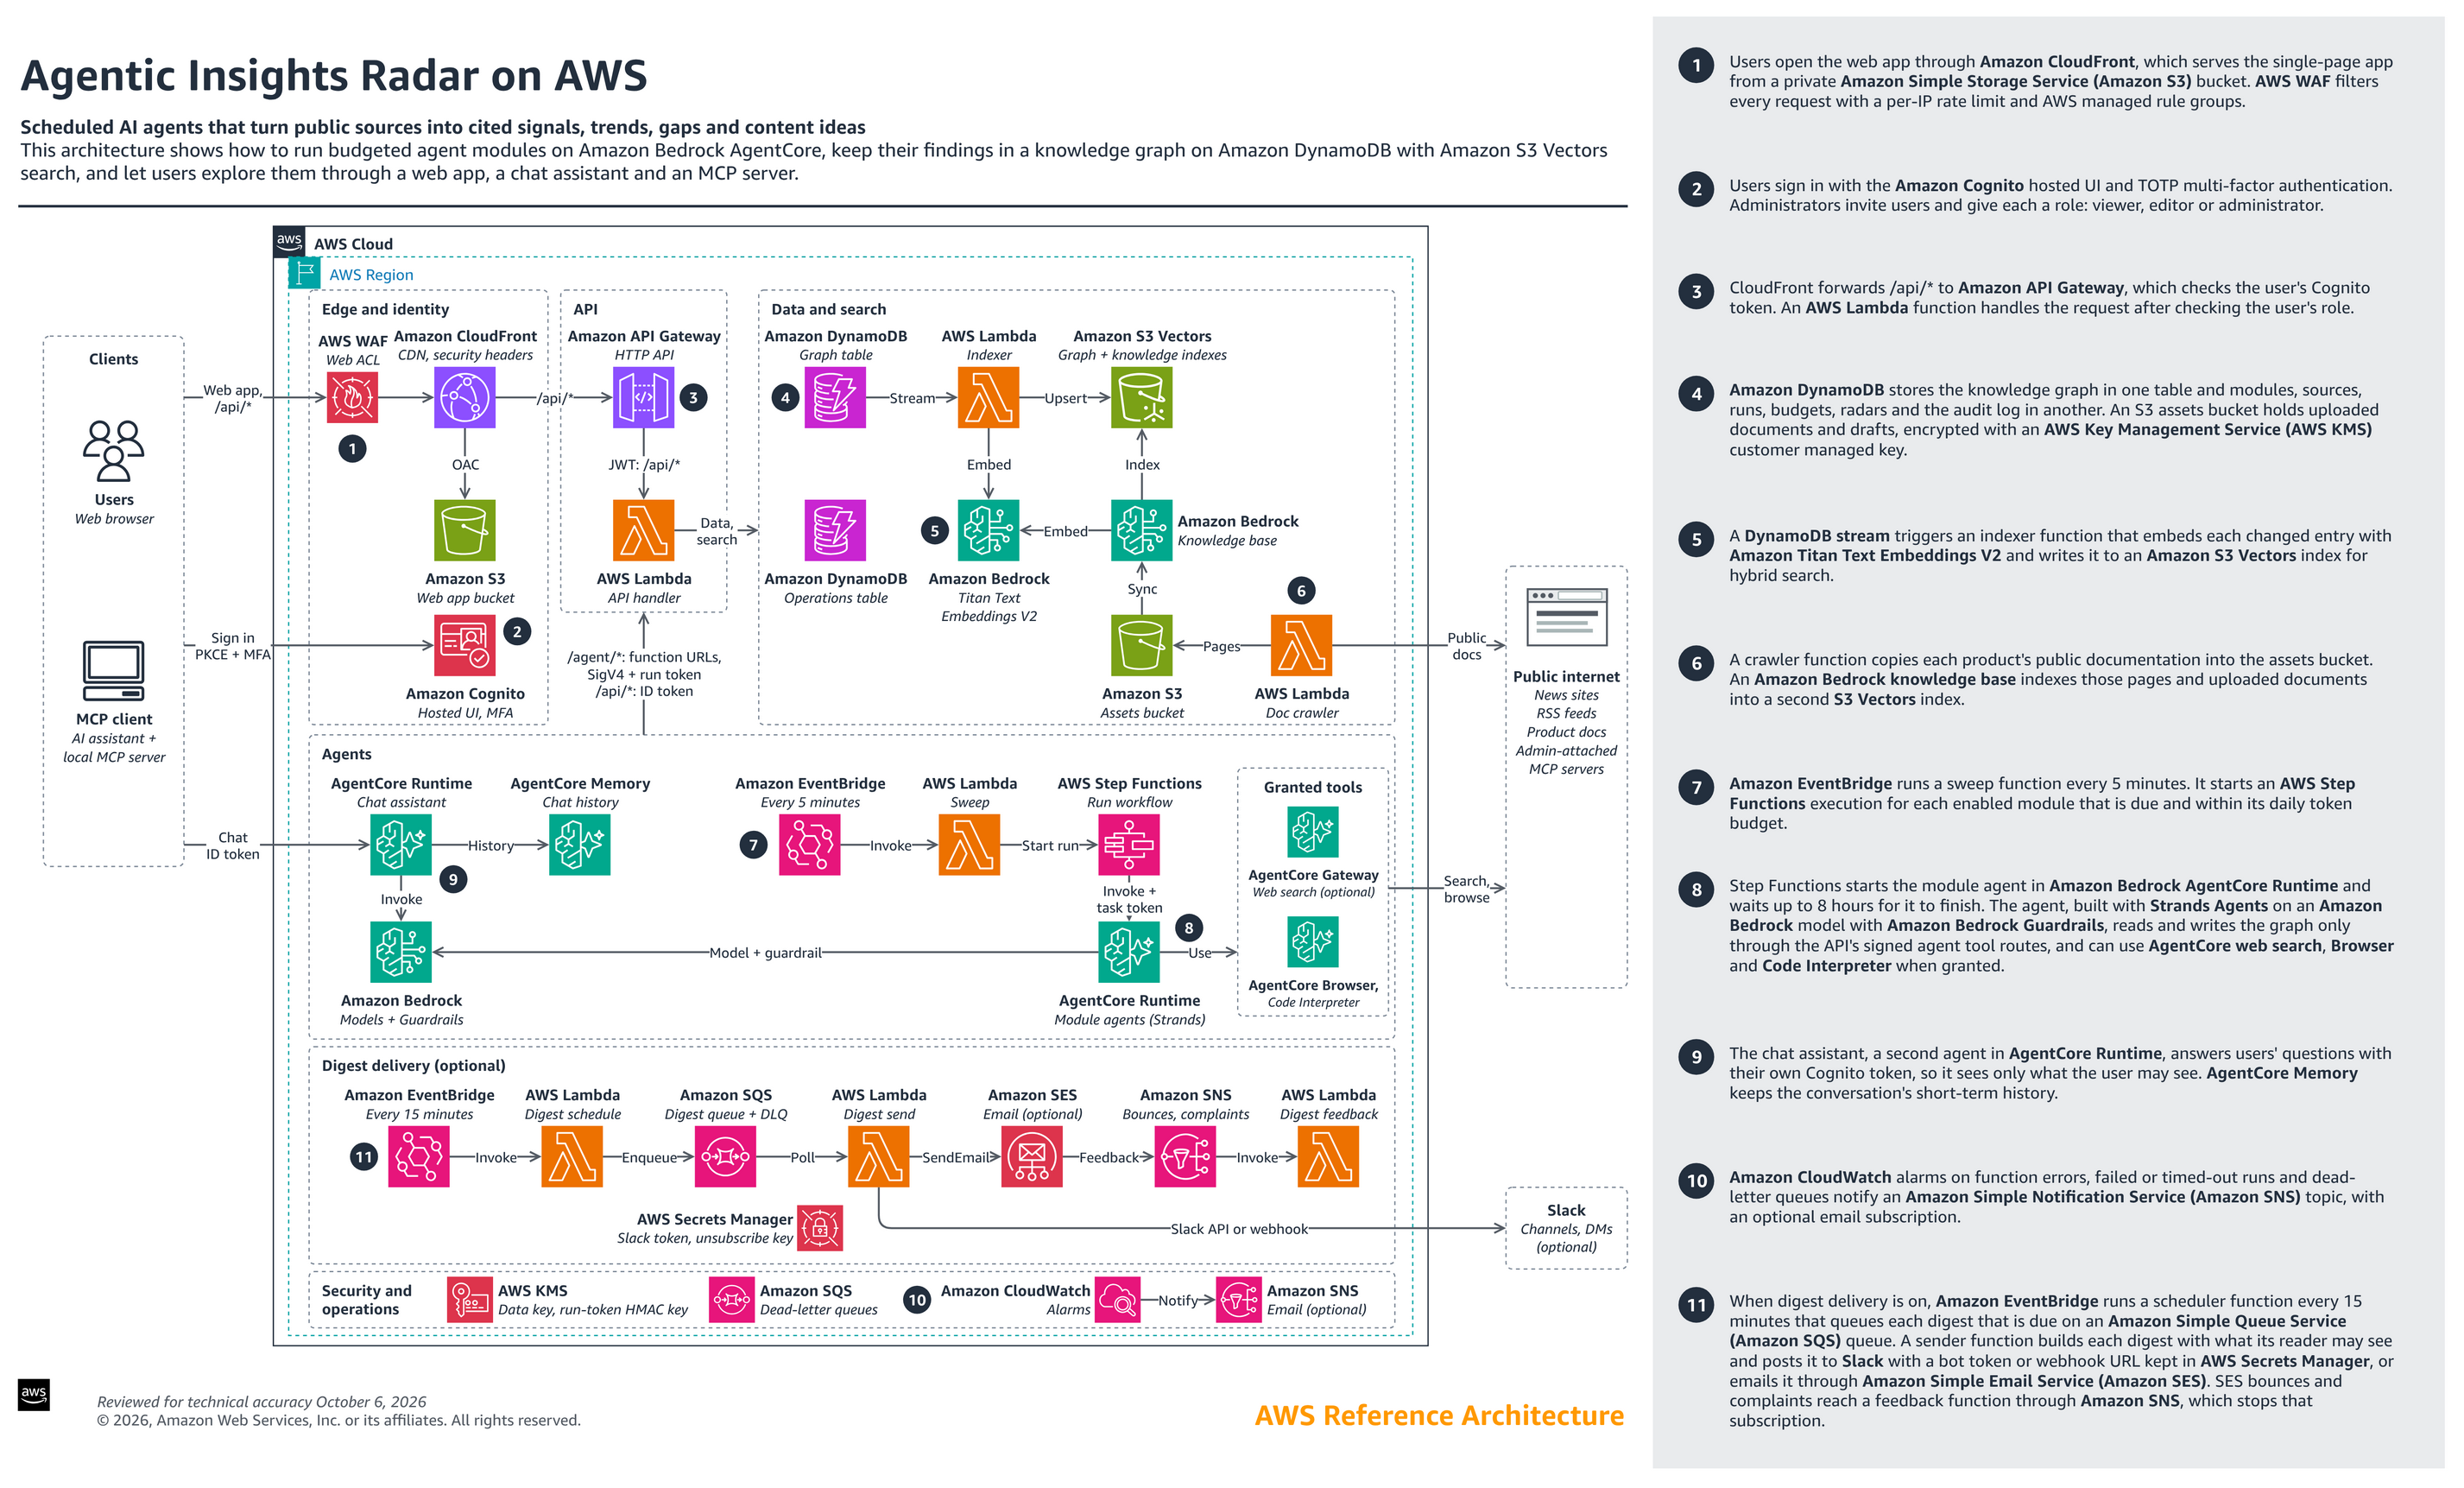 Agentic Insights Radar on AWS
Scheduled AI agents that turn public sources into cited signals, trends, gaps and content ideas
This architecture shows how to run budgeted agent modules on Amazon Bedrock AgentCore, keep their findings in a knowledge graph on Amazon DynamoDB with Amazon S3 Vectors
search, and let users explore them through a web app, a chat assistant and an MCP server.
aws
AWS Cloud
AWS Region
Clients
Users
Web browser
MCP client
AI assistant +
local MCP server
Web app,
/api/*
Sign in
PKCE + MFA
Chat
ID token
Edge and identity
AWS WAF
Web ACL
1
Amazon CloudFront
CDN, security headers
/api/*
OAC
Amazon S3
Web app bucket
2
Amazon Cognito
Hosted UI, MFA
API
Amazon API Gateway
HTTP API
3
JWT: /api/*
AWS Lambda
API handler
Data,
search
/agent/*: function URLs,
SigV4 + run token
/api/*: ID token
Data and search
Amazon DynamoDB
Graph table
4
Stream
AWS Lambda
Indexer
Upsert
Amazon S3 Vectors
Graph + knowledge indexes
Embed
Index
Amazon DynamoDB
Operations table
5
Amazon Bedrock
Titan Text
Embeddings V2
Embed
Amazon Bedrock
Knowledge base
Sync
6
Amazon S3
Assets bucket
Pages
AWS Lambda
Doc crawler
Public
docs
Public internet
News sites
RSS feeds
Product docs
Admin-attached
MCP servers
Agents
AgentCore Runtime
Chat assistant
History
AgentCore Memory
Chat history
9
Invoke
Amazon Bedrock
Models + Guardrails
Model + guardrail
Amazon EventBridge
Every 5 minutes
7
Invoke
AWS Lambda
Sweep
Start run
AWS Step Functions
Run workflow
Invoke +
task token
8
Use
AgentCore Runtime
Module agents (Strands)
Granted tools
AgentCore Gateway
Web search (optional)
AgentCore Browser,
Code Interpreter
Search,
browse
Digest delivery (optional)
Amazon EventBridge
Every 15 minutes
11
Invoke
AWS Lambda
Digest schedule
Enqueue
Amazon SQS
Digest queue + DLQ
Poll
AWS Lambda
Digest send
SendEmail
Amazon SES
Email (optional)
Feedback
Amazon SNS
Bounces, complaints
Invoke
AWS Lambda
Digest feedback
AWS Secrets Manager
Slack token, unsubscribe key
Slack API or webhook
Slack
Channels, DMs
(optional)
Security and
operations
AWS KMS
Data key, run-token HMAC key
Amazon SQS
Dead-letter queues
10
Amazon CloudWatch
Alarms
Notify
Amazon SNS
Email (optional)
aws
Reviewed for technical accuracy October 6, 2026
© 2026, Amazon Web Services, Inc. or its affiliates. All rights reserved.
AWS Reference Architecture
1
Users open the web app through Amazon CloudFront, which serves the single-page app
from a private Amazon Simple Storage Service (Amazon S3) bucket. AWS WAF filters
every request with a per-IP rate limit and AWS managed rule groups.
2
Users sign in with the Amazon Cognito hosted UI and TOTP multi-factor authentication.
Administrators invite users and give each a role: viewer, editor or administrator.
3
CloudFront forwards /api/* to Amazon API Gateway, which checks the user's Cognito
token. An AWS Lambda function handles the request after checking the user's role.
4
Amazon DynamoDB stores the knowledge graph in one table and modules, sources,
runs, budgets, radars and the audit log in another. An S3 assets bucket holds uploaded
documents and drafts, encrypted with an AWS Key Management Service (AWS KMS)
customer managed key.
5
A DynamoDB stream triggers an indexer function that embeds each changed entry with
Amazon Titan Text Embeddings V2 and writes it to an Amazon S3 Vectors index for
hybrid search.
6
A crawler function copies each product's public documentation into the assets bucket.
An Amazon Bedrock knowledge base indexes those pages and uploaded documents
into a second S3 Vectors index.
7
Amazon EventBridge runs a sweep function every 5 minutes. It starts an AWS Step
Functions execution for each enabled module that is due and within its daily token
budget.
8
Step Functions starts the module agent in Amazon Bedrock AgentCore Runtime and
waits up to 8 hours for it to finish. The agent, built with Strands Agents on an Amazon
Bedrock model with Amazon Bedrock Guardrails, reads and writes the graph only
through the API's signed agent tool routes, and can use AgentCore web search, Browser
and Code Interpreter when granted.
9
The chat assistant, a second agent in AgentCore Runtime, answers users' questions with
their own Cognito token, so it sees only what the user may see. AgentCore Memory
keeps the conversation's short-term history.
10
Amazon CloudWatch alarms on function errors, failed or timed-out runs and dead-
letter queues notify an Amazon Simple Notification Service (Amazon SNS) topic, with
an optional email subscription.
11
When digest delivery is on, Amazon EventBridge runs a scheduler function every 15
minutes that queues each digest that is due on an Amazon Simple Queue Service
(Amazon SQS) queue. A sender function builds each digest with what its reader may see
and posts it to Slack with a bot token or webhook URL kept in AWS Secrets Manager, or
emails it through Amazon Simple Email Service (Amazon SES). SES bounces and
complaints reach a feedback function through Amazon SNS, which stops that
subscription.